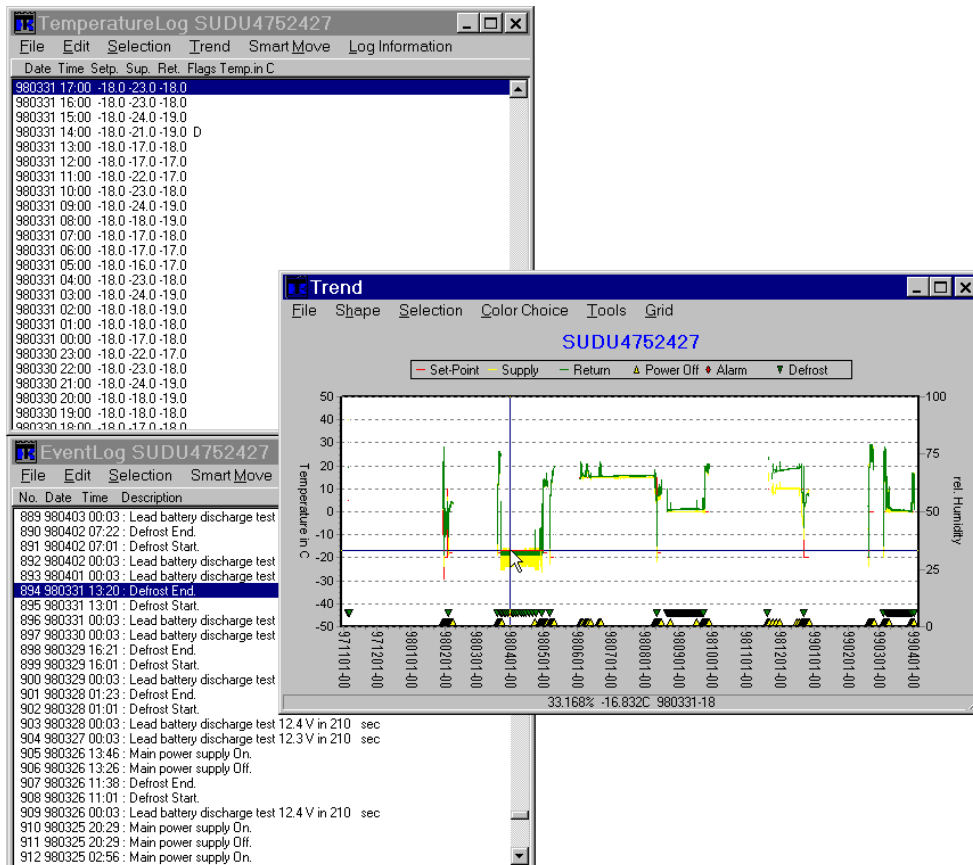 TemperatureLog SUDU4752427
File Edit Selection Trend Smart Move Log Information
Date Time Setp. Sup. Ret. Flags Temp.in C
980331 17:00 -18.0 -23.0 -18.0
980331 16:00 -18.0 -23.0 -18.0
980331 15:00 -18.0 -24.0 -19.0
980331 14:00 -18.0 -21.0 -19.0 D
980331 13:00 -18.0 -17.0 -18.0
980331 12:00 -18.0 -17.0 -17.0
980331 11:00 -18.0 -22.0 -17.0
980331 10:00 -18.0 -23.0 -18.0
980331 09:00 -18.0 -24.0 -19.0
980331 08:00 -18.0 -18.0 -19.0
980331 07:00 -18.0 -17.0 -18.0
980331 06:00 -18.0 -17.0 -17.0
980331 05:00 -18.0 -16.0 -17.0
980331 04:00 -18.0 -23.0 -18.0
980331 03:00 -18.0 -24.0 -19.0
980331 02:00 -18.0 -18.0 -19.0
980331 01:00 -18.0 -18.0 -18.0
980331 00:00 -18.0 -17.0 -18.0
980330 23:00 -18.0 -22.0 -17.0
980330 22:00 -18.0 -23.0 -18.0
980330 21:00 -18.0 -24.0 -19.0
980330 20:00 -18.0 -18.0 -19.0
980330 19:00 -18.0 -18.0 -18.0
980330 18:00 -18.0 -17.0 -18.0
EventLog SUDU4752427
File Edit Selection Smart Move
No. Date Time Description
889 980403 00:03 : Lead battery discharge test
890 980402 07:22 : Defrost End.
891 980402 07:01 : Defrost Start.
892 980402 00:03 : Lead battery discharge test
893 980401 00:03 : Lead battery discharge test
894 980331 13:20 : Defrost End.
895 980331 13:01 : Defrost Start.
896 980331 00:03 : Lead battery discharge test
897 980330 00:03 : Lead battery discharge test
898 980329 16:21 : Defrost End.
899 980329 16:01 : Defrost Start.
900 980329 00:03 : Lead battery discharge test
901 980328 01:23 : Defrost End.
902 980328 01:01 : Defrost Start.
903 980328 00:03 : Lead battery discharge test 12.4 V in 210 sec
904 980327 00:03 : Lead battery discharge test 12.3 V in 210 sec
905 980326 13:46 : Main power supply On.
906 980326 13:26 : Main power supply Off.
907 980326 11:38 : Defrost End.
908 980326 11:01 : Defrost Start.
909 980326 00:03 : Lead battery discharge test 12.4 V in 210 sec
910 980325 20:29 : Main power supply On.
911 980325 20:29 : Main power supply Off.
912 980325 02:56 : Main power supply On.
Trend
File Shape Selection Color Choice Tools Grid
SUDU4752427
Set-Point Supply Return Power Off Alarm Defrost
50
40
30
20
10
0
-10
-20
-30
-40
-50
Temperature in C
100
75
50
25
0
rel. Humidity
971101-00
971201-00
980101-00
980201-00
980301-00
980401-00
980501-00
980601-00
980701-00
980801-00
980901-00
981001-00
981101-00
981201-00
990101-00
990201-00
990301-00
990401-00
33.168% -16.832C 980331-18